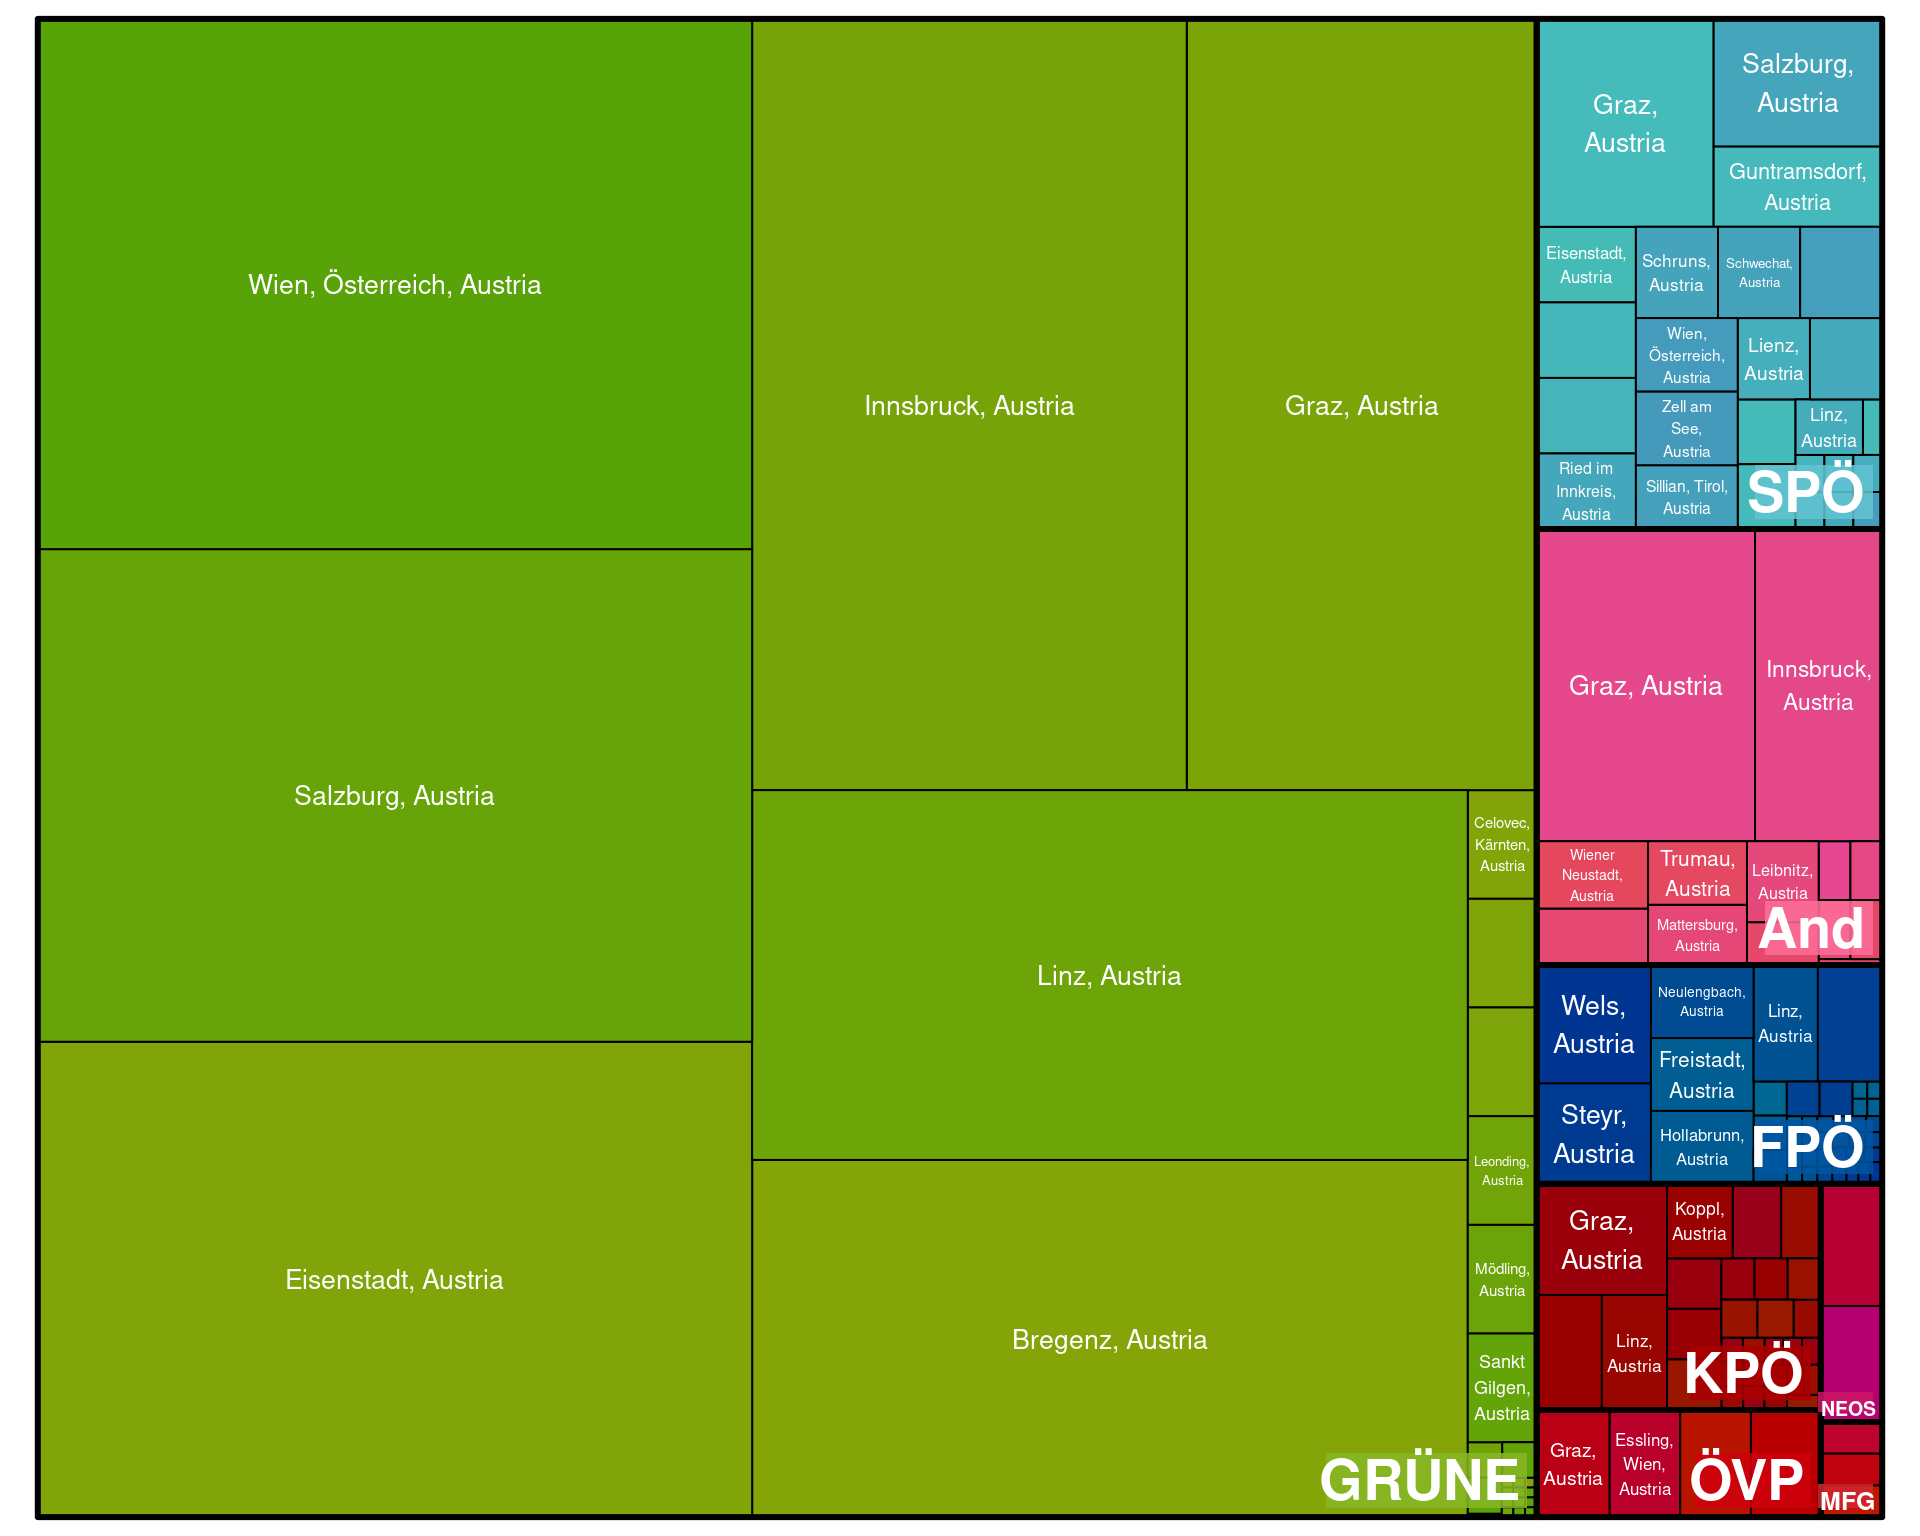 Wien, Österreich, Austria
Salzburg, Austria
Eisenstadt, Austria
Innsbruck, Austria
Graz, Austria
Linz, Austria
Bregenz, Austria
Celovec,
Kärnten,
Austria
Leonding,
Austria
Mödling,
Austria
Sankt
Gilgen,
Austria
GRÜNE
Graz,
Austria
Salzburg,
Austria
Guntramsdorf,
Austria
Eisenstadt,
Austria
Schruns,
Austria
Schwechat,
Austria
Wien,
Österreich,
Austria
Lienz,
Austria
Zell am
See,
Austria
Linz,
Austria
Ried im
Innkreis,
Austria
Sillian, Tirol,
Austria
SPÖ
Graz, Austria
Innsbruck,
Austria
Wiener
Neustadt,
Austria
Trumau,
Austria
Leibnitz,
Austria
Mattersburg,
Austria
And
Wels,
Austria
Neulengbach,
Austria
Linz,
Austria
Freistadt,
Austria
Steyr,
Austria
Hollabrunn,
Austria
FPÖ
Graz,
Austria
Koppl,
Austria
Linz,
Austria
KPÖ
NEOS
Graz,
Austria
Essling,
Wien,
Austria
ÖVP
MFG